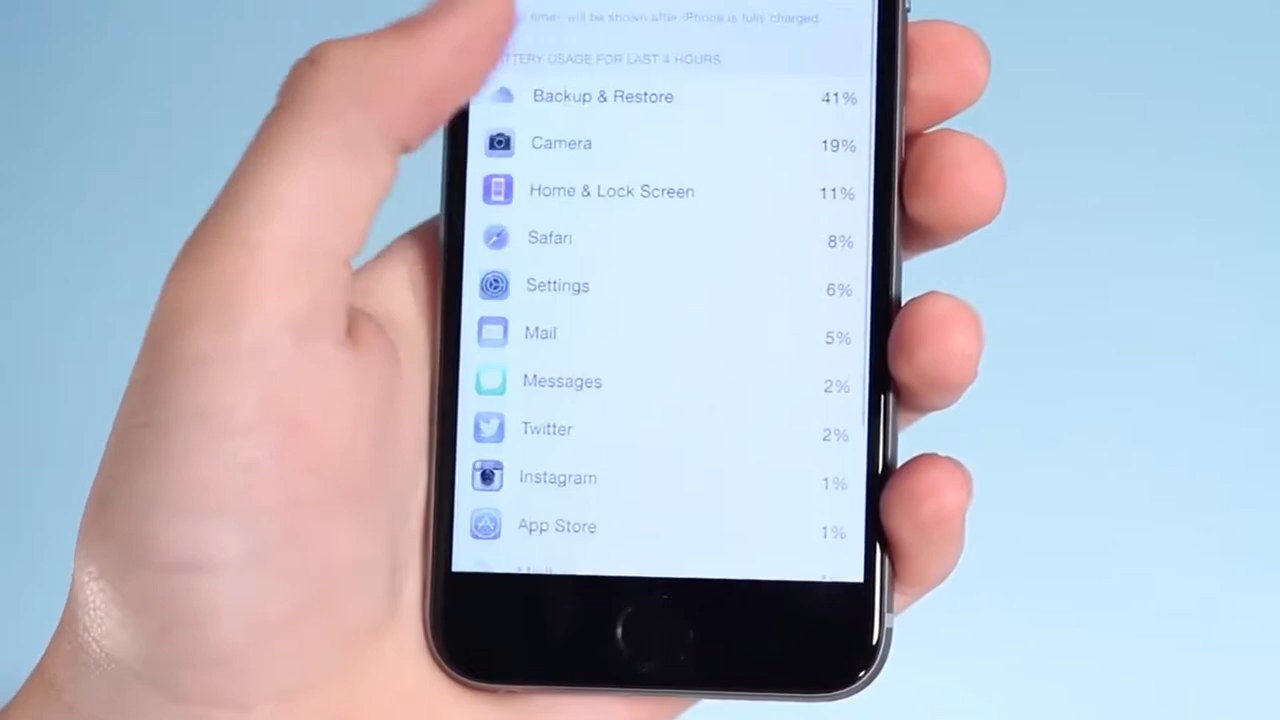 will be shown after iPhone is fully charged.
BATTERY USAGE FOR LAST 4 HOURS
Backup & Restore 41%
Camera 19%
Home & Lock Screen 11%
Safari 8%
Settings 6%
Mail 5%
Messages 2%
Twitter 2%
Instagram 1%
App Store 1%